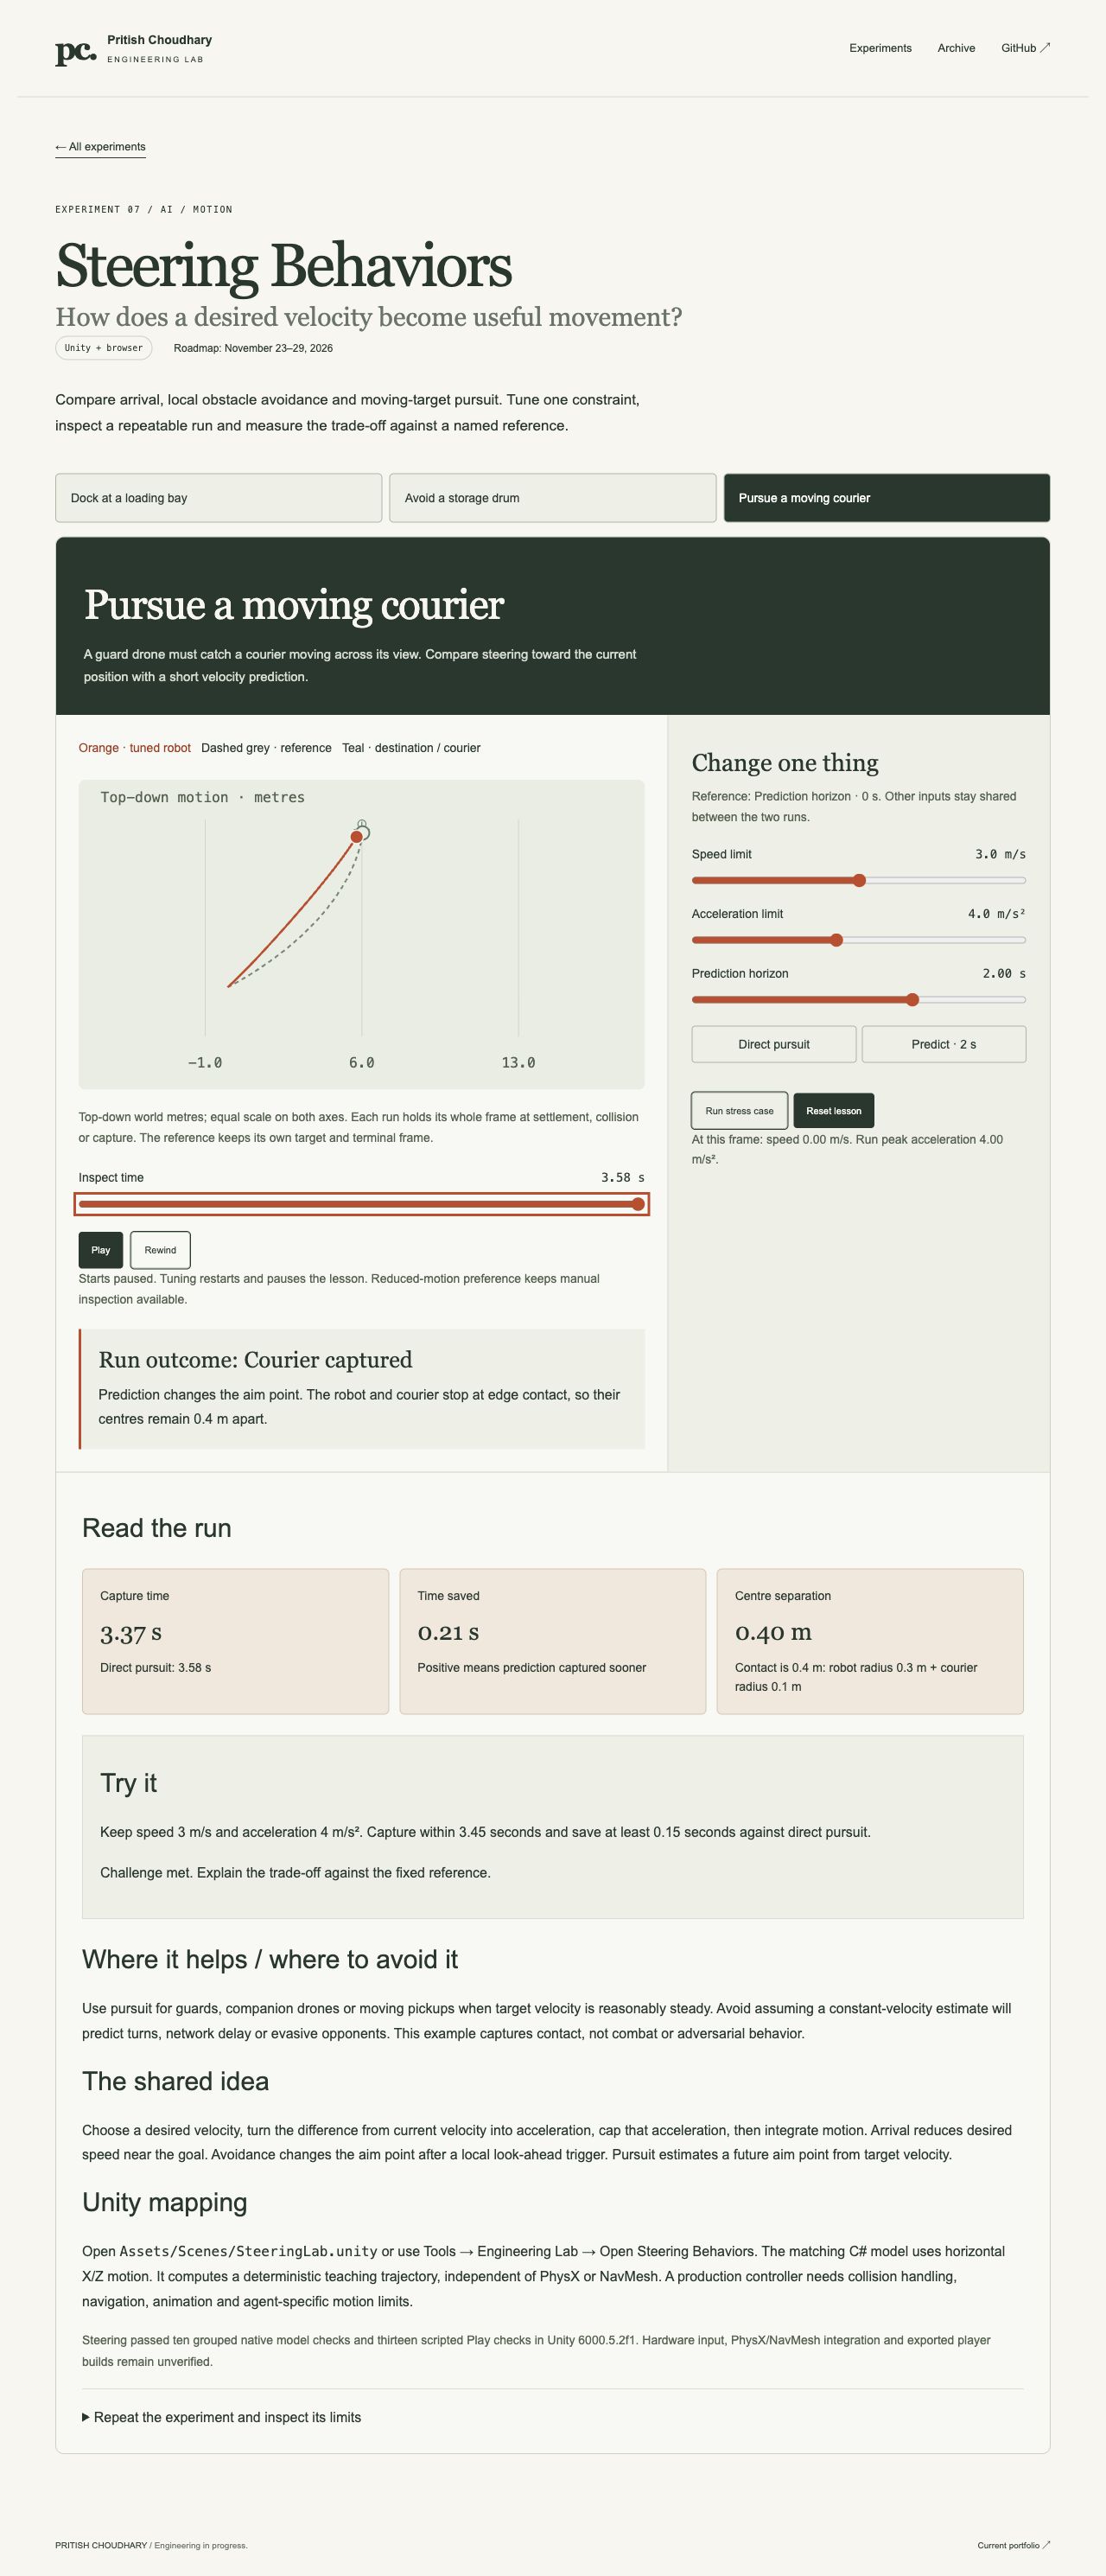 pc.
Pritish Choudhary
ENGINEERING LAB
Experiments
Archive
GitHub ↗
← All experiments
EXPERIMENT 07 / AI / MOTION
Steering Behaviors
How does a desired velocity become useful movement?
Unity + browser
Roadmap: November 23–29, 2026
Compare arrival, local obstacle avoidance and moving-target pursuit. Tune one constraint,
inspect a repeatable run and measure the trade-off against a named reference.
Dock at a loading bay
Avoid a storage drum
Pursue a moving courier
Pursue a moving courier
A guard drone must catch a courier moving across its view. Compare steering toward the current
position with a short velocity prediction.
Orange · tuned robot Dashed grey · reference Teal · destination / courier
Top-down motion · metres
−1.0
6.0
13.0
Top-down world metres; equal scale on both axes. Each run holds its whole frame at settlement, collision
or capture. The reference keeps its own target and terminal frame.
Inspect time
3.58 s
Play
Rewind
Starts paused. Tuning restarts and pauses the lesson. Reduced-motion preference keeps manual
inspection available.
Run outcome: Courier captured
Prediction changes the aim point. The robot and courier stop at edge contact, so their
centres remain 0.4 m apart.
Change one thing
Reference: Prediction horizon · 0 s. Other inputs stay shared
between the two runs.
Speed limit
3.0 m/s
Acceleration limit
4.0 m/s²
Prediction horizon
2.00 s
Direct pursuit
Predict · 2 s
Run stress case
Reset lesson
At this frame: speed 0.00 m/s. Run peak acceleration 4.00
m/s².
Read the run
Capture time
3.37 s
Direct pursuit: 3.58 s
Time saved
0.21 s
Positive means prediction captured sooner
Centre separation
0.40 m
Contact is 0.4 m: robot radius 0.3 m + courier
radius 0.1 m
Try it
Keep speed 3 m/s and acceleration 4 m/s². Capture within 3.45 seconds and save at least 0.15 seconds against direct pursuit.
Challenge met. Explain the trade-off against the fixed reference.
Where it helps / where to avoid it
Use pursuit for guards, companion drones or moving pickups when target velocity is reasonably steady. Avoid assuming a constant-velocity estimate will
predict turns, network delay or evasive opponents. This example captures contact, not combat or adversarial behavior.
The shared idea
Choose a desired velocity, turn the difference from current velocity into acceleration, cap that acceleration, then integrate motion. Arrival reduces desired
speed near the goal. Avoidance changes the aim point after a local look-ahead trigger. Pursuit estimates a future aim point from target velocity.
Unity mapping
Open Assets/Scenes/SteeringLab.unity or use Tools → Engineering Lab → Open Steering Behaviors. The matching C# model uses horizontal
X/Z motion. It computes a deterministic teaching trajectory, independent of PhysX or NavMesh. A production controller needs collision handling,
navigation, animation and agent-specific motion limits.
Steering passed ten grouped native model checks and thirteen scripted Play checks in Unity 6000.5.2f1. Hardware input, PhysX/NavMesh integration and exported player
builds remain unverified.
▶ Repeat the experiment and inspect its limits
PRITISH CHOUDHARY / Engineering in progress.
Current portfolio ↗